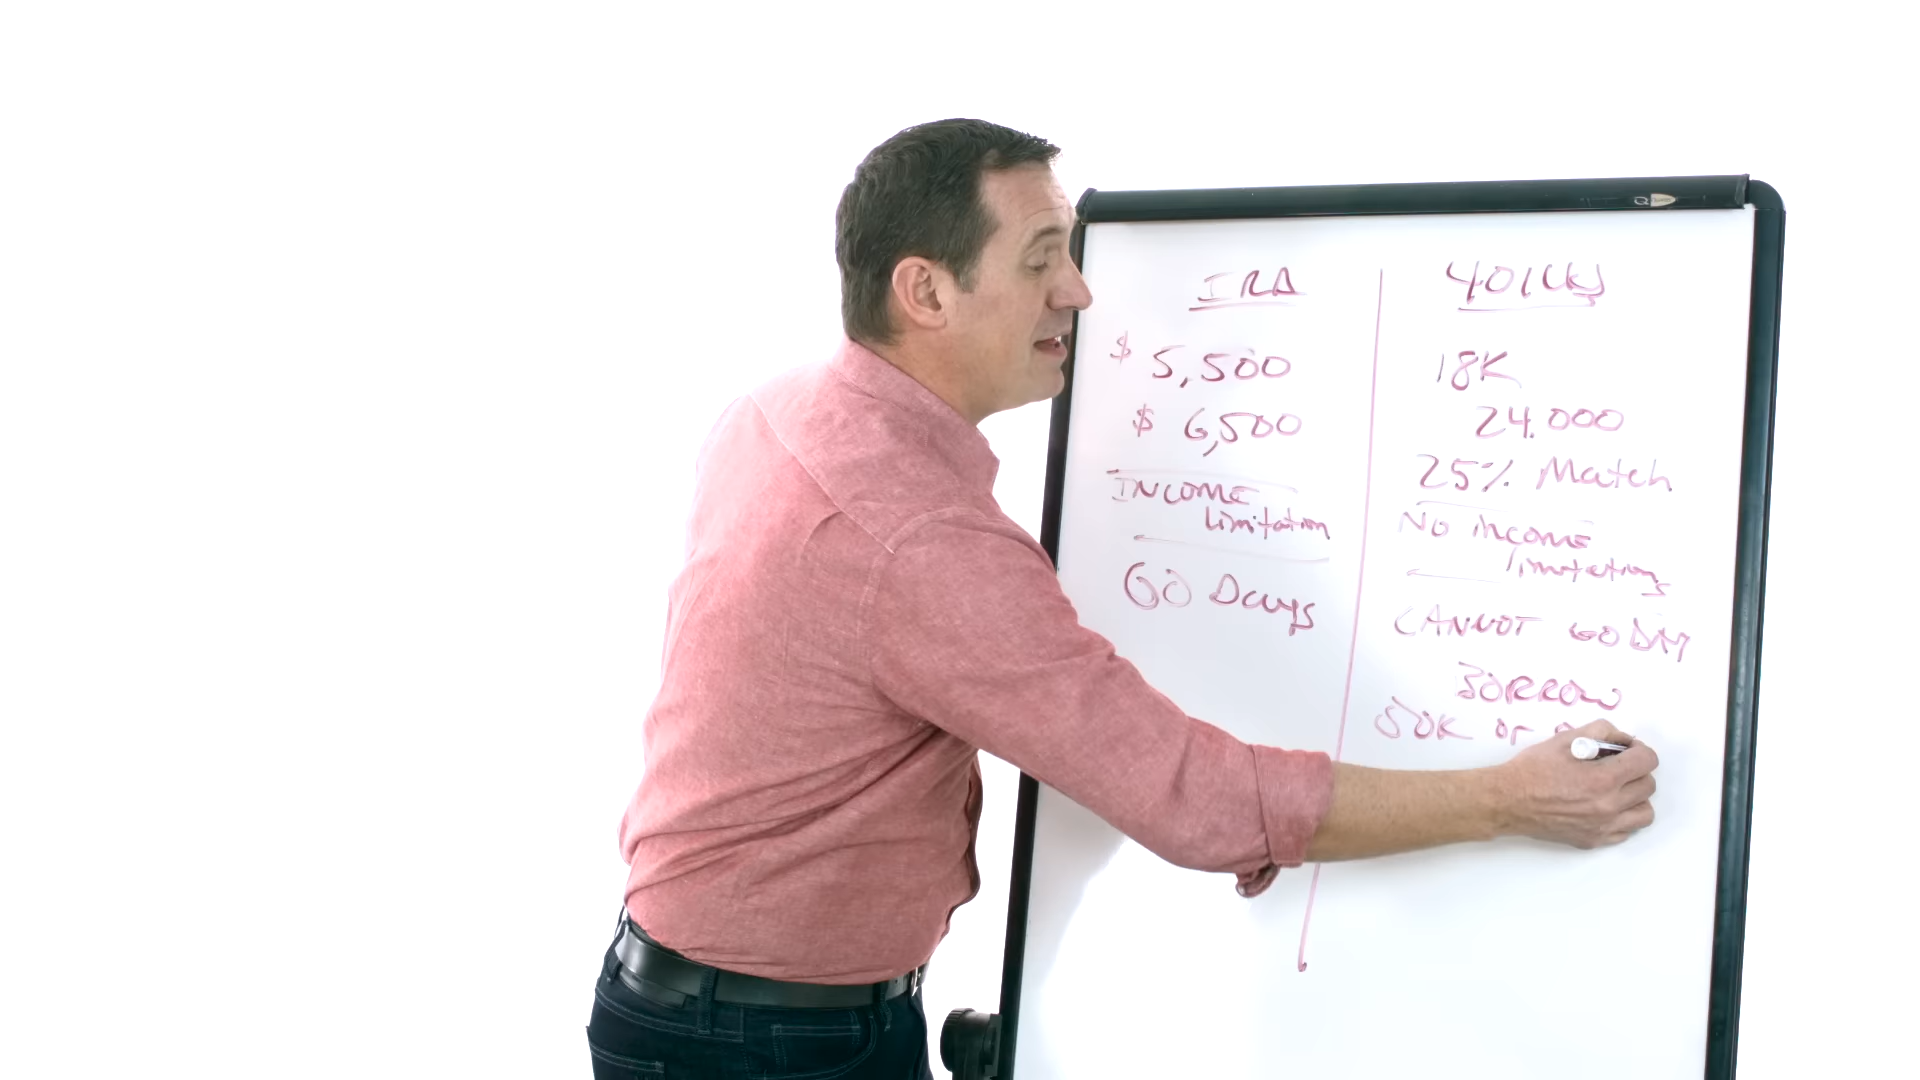 IRA
$ 5,500
$ 6,500
INCOME
limitation
60 Days
401(k)
18K
24.000
25% Match
No income
limitations
CANNOT 60 DAY
BORROW
50K or